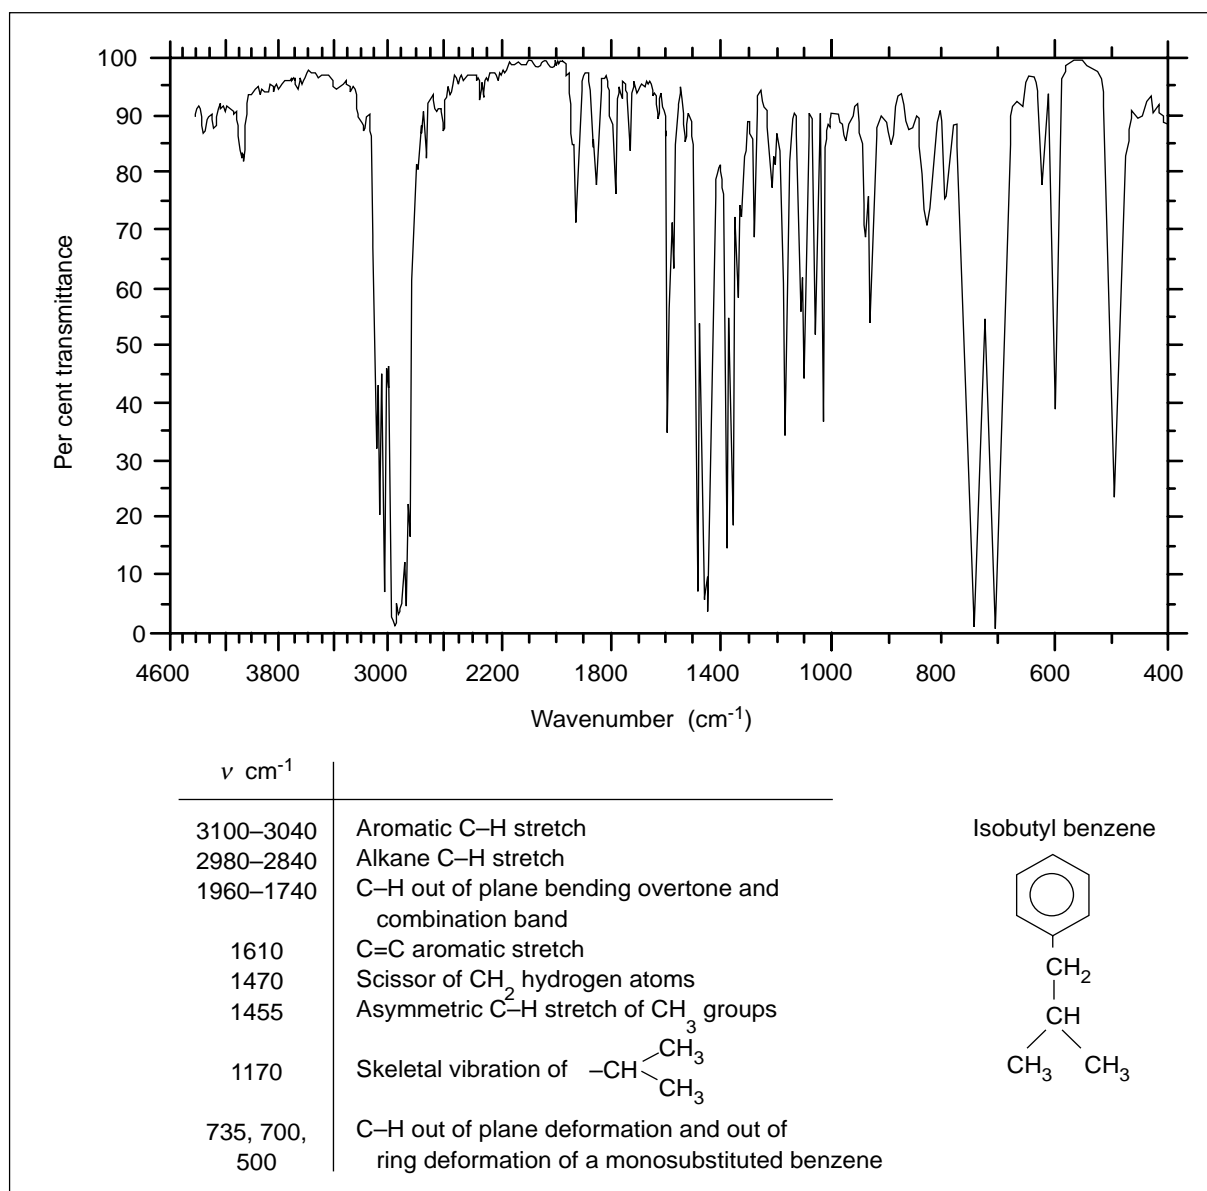 100
90
80
70
60
50
40
30
20
10
0
Per cent transmittance
4600 3800 3000 2200 1800 1400 1000 800 600 400
Wavenumber (cm-1)
ν cm-1
3100–3040 Aromatic C–H stretch
2980–2840 Alkane C–H stretch
1960–1740 C–H out of plane bending overtone and
combination band
1610 C=C aromatic stretch
1470 Scissor of CH2 hydrogen atoms
1455 Asymmetric C–H stretch of CH3 groups
1170 Skeletal vibration of –CH
CH3
CH3
735, 700, C–H out of plane deformation and out of
500 ring deformation of a monosubstituted benzene
Isobutyl benzene
CH2
CH
CH3 CH3